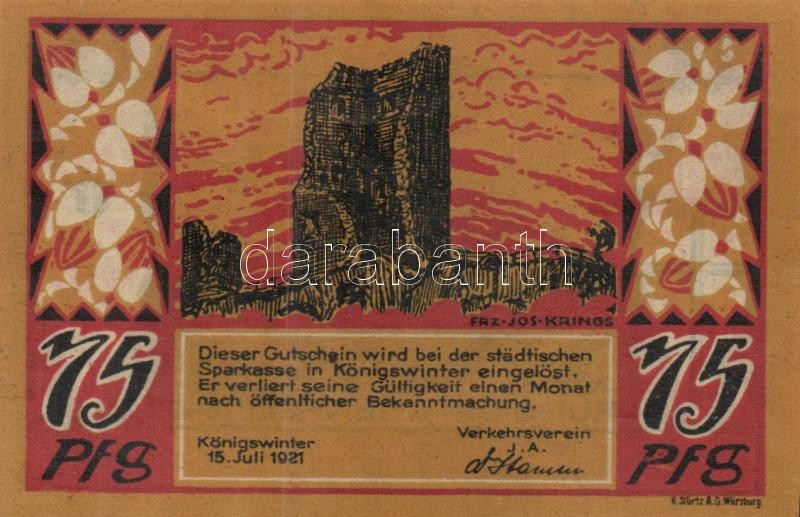 darabanth
FRZ·JOS·KRINGS
75
Pfg
75
Pfg
Dieser Gutschein wird bei der städtischen
Sparkasse in Königswinter eingelöst.
Er verliert seine Gültigkeit einen Monat
nach öffentlicher Bekanntmachung.
Königswinter
15. Juli 1921
Verkehrsverein
J.A.
H. Stürtz A.G. Würzburg